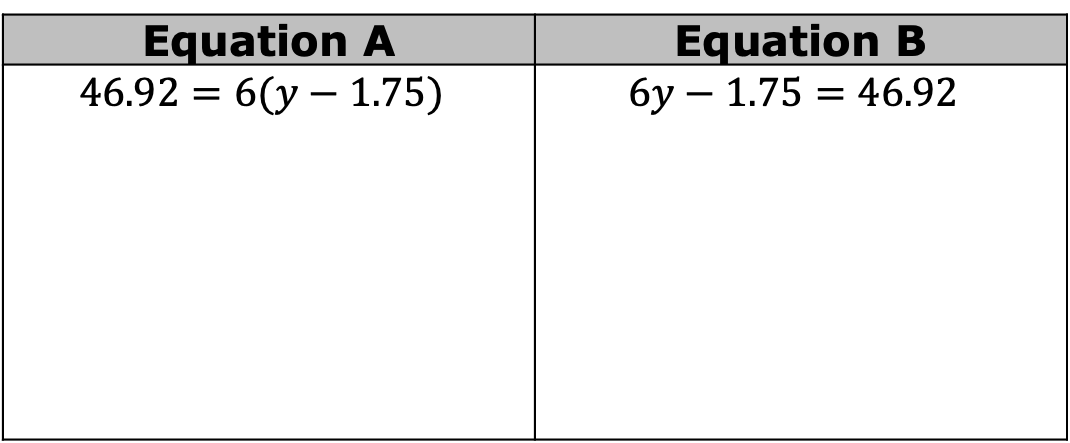 Equation A
Equation B
46.92 = 6(y − 1.75)
6y − 1.75 = 46.92